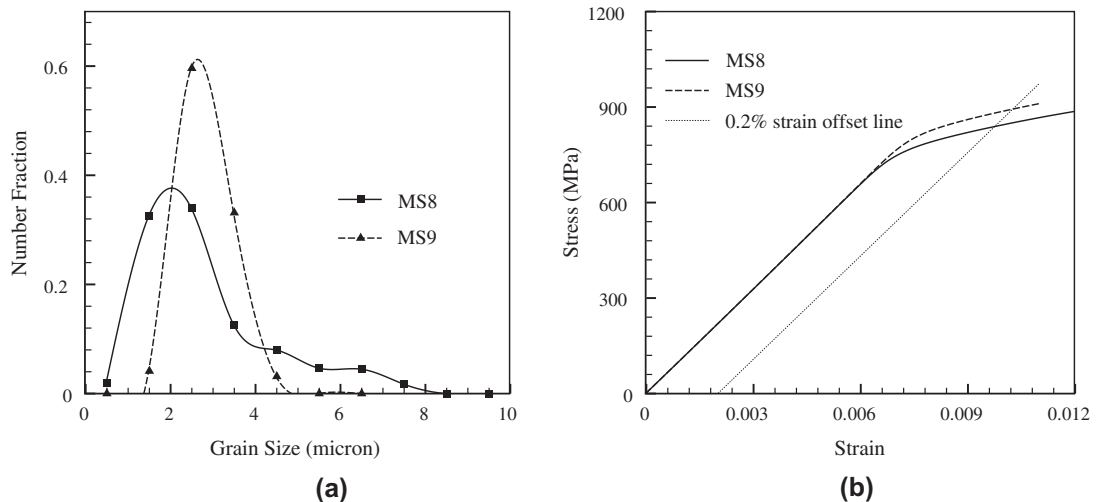 0.6
0.4
0.2
0
Number Fraction
MS8
MS9
0 2 4 6 8 10
Grain Size (micron)
(a)
1200
900
600
300
0
Stress (MPa)
MS8
MS9
0.2% strain offset line
0 0.003 0.006 0.009 0.012
Strain
(b)